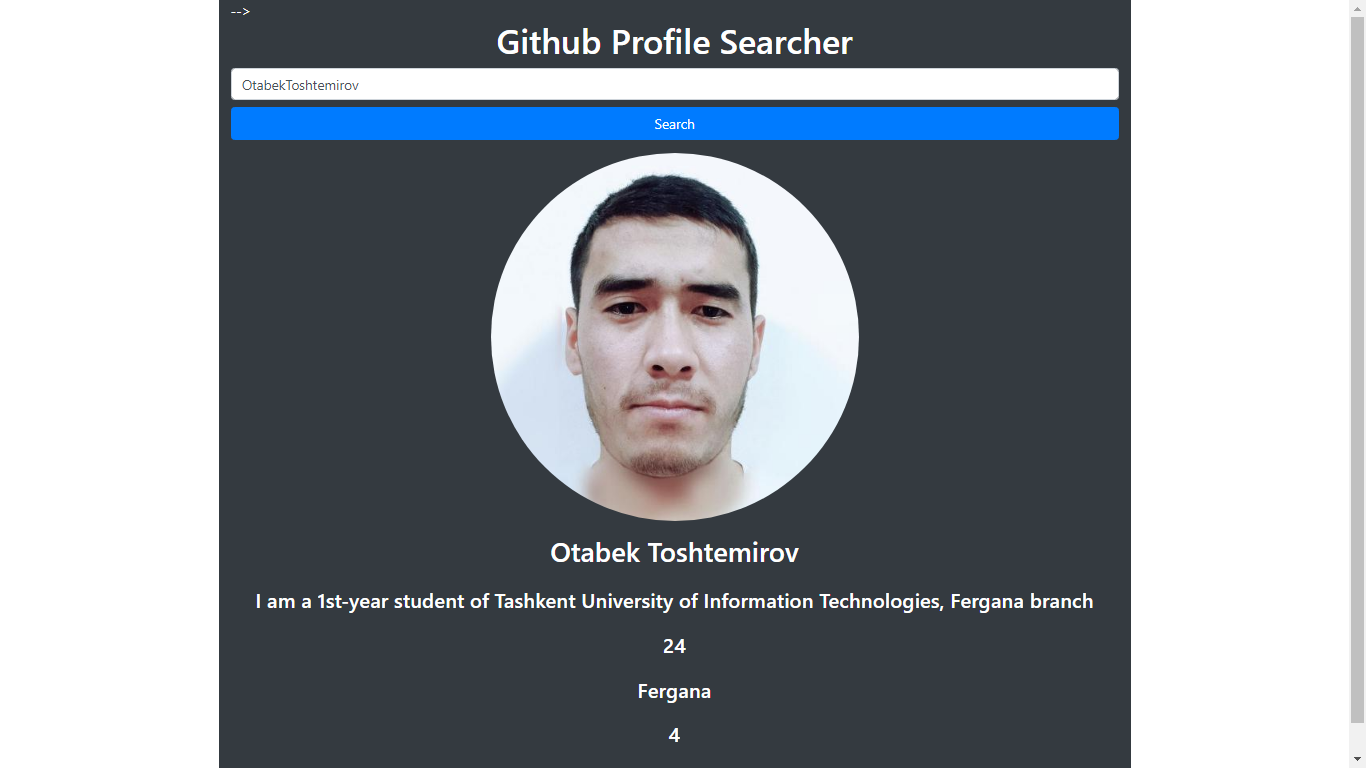 -->
Github Profile Searcher
OtabekToshtemirov
Search
Otabek Toshtemirov
I am a 1st-year student of Tashkent University of Information Technologies, Fergana branch
24
Fergana
4